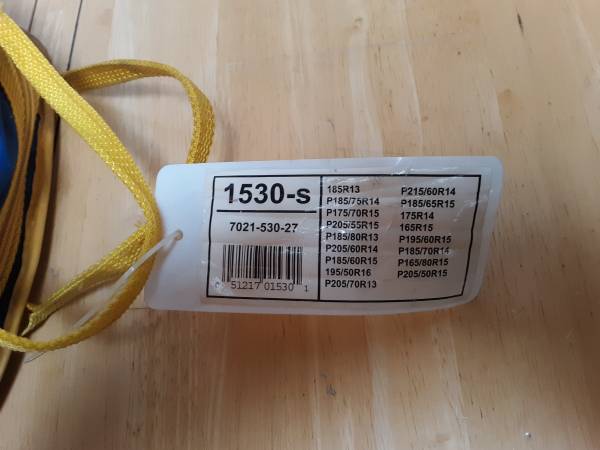 1530-s
7021-530-27
51217 01530 1
185R13
P185/75R14
P175/70R15
P205/55R15
P185/80R13
P205/60R14
P185/60R15
195/50R16
P205/70R13
P215/60R14
P185/65R15
175R14
165R15
P195/60R15
P185/70R14
P165/80R15
P205/50R15